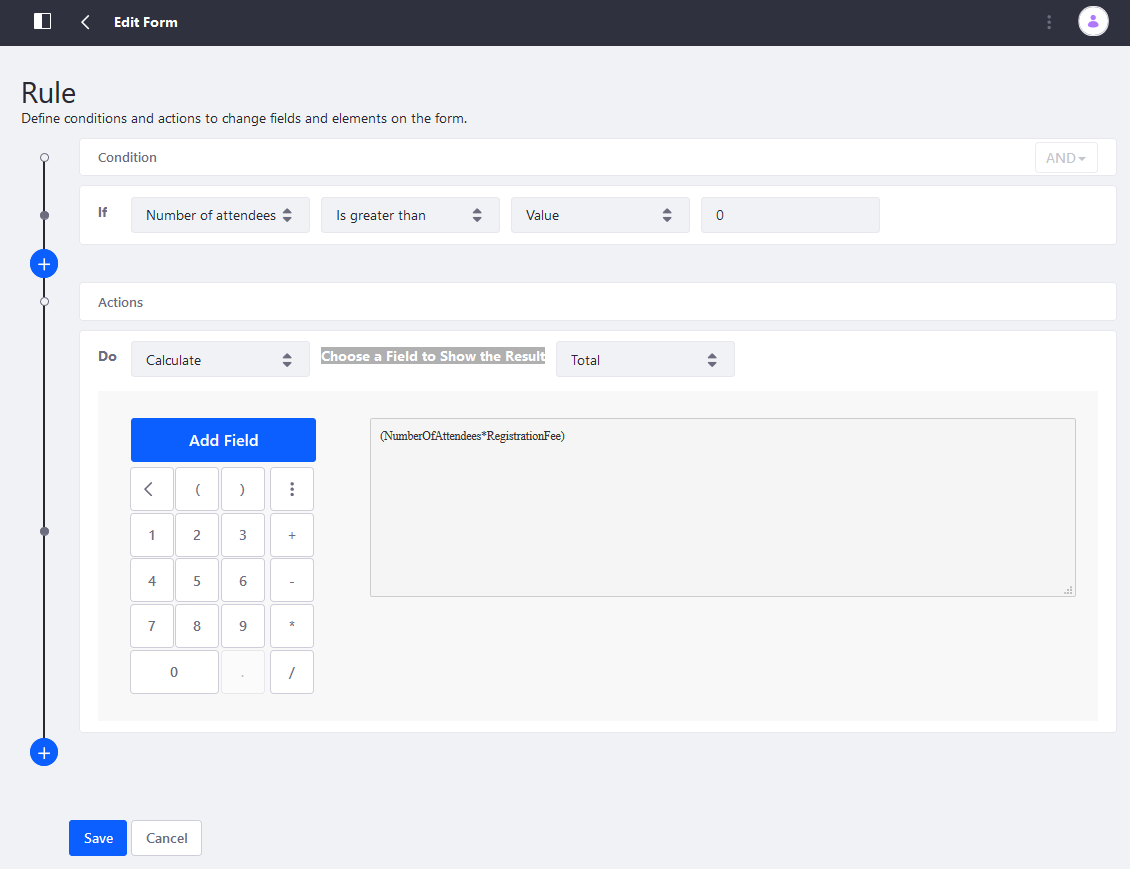 Edit Form
Rule
Define conditions and actions to change fields and elements on the form.
Condition
AND
If Number of attendees Is greater than Value 0
Actions
Do Calculate Choose a Field to Show the Result Total
Add Field
(NumberOfAttendees*RegistrationFee)
( )
1 2 3 +
4 5 6 -
7 8 9 *
0 . /
Save Cancel